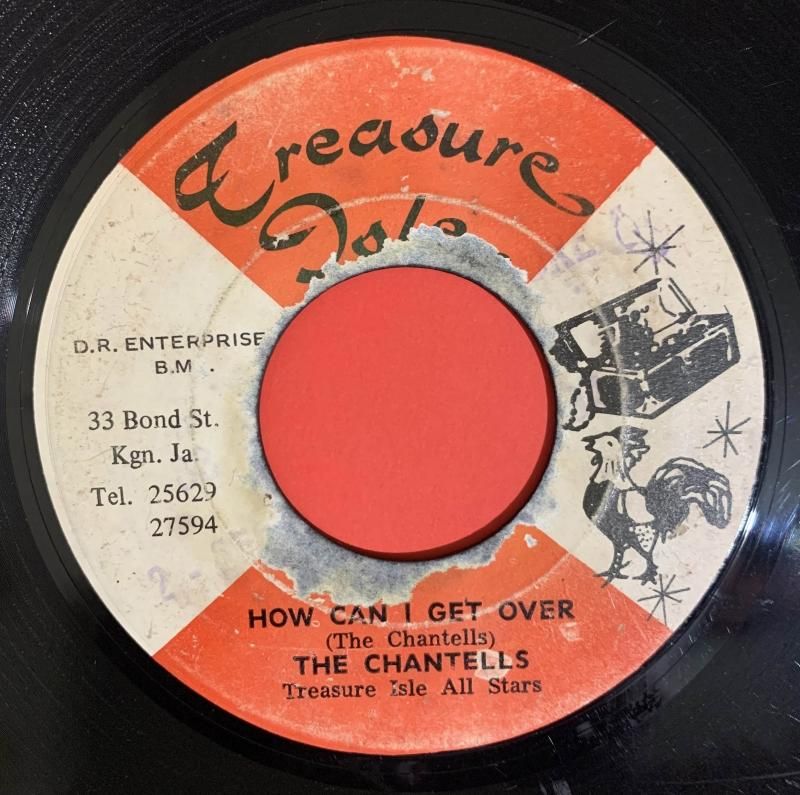 Treasure
Isle
D.R. ENTERPRISE
B.M.
33 Bond St.
Kgn. Ja.
Tel. 25629
27594
HOW CAN I GET OVER
(The Chantells)
THE CHANTELLS
Treasure Isle All Stars